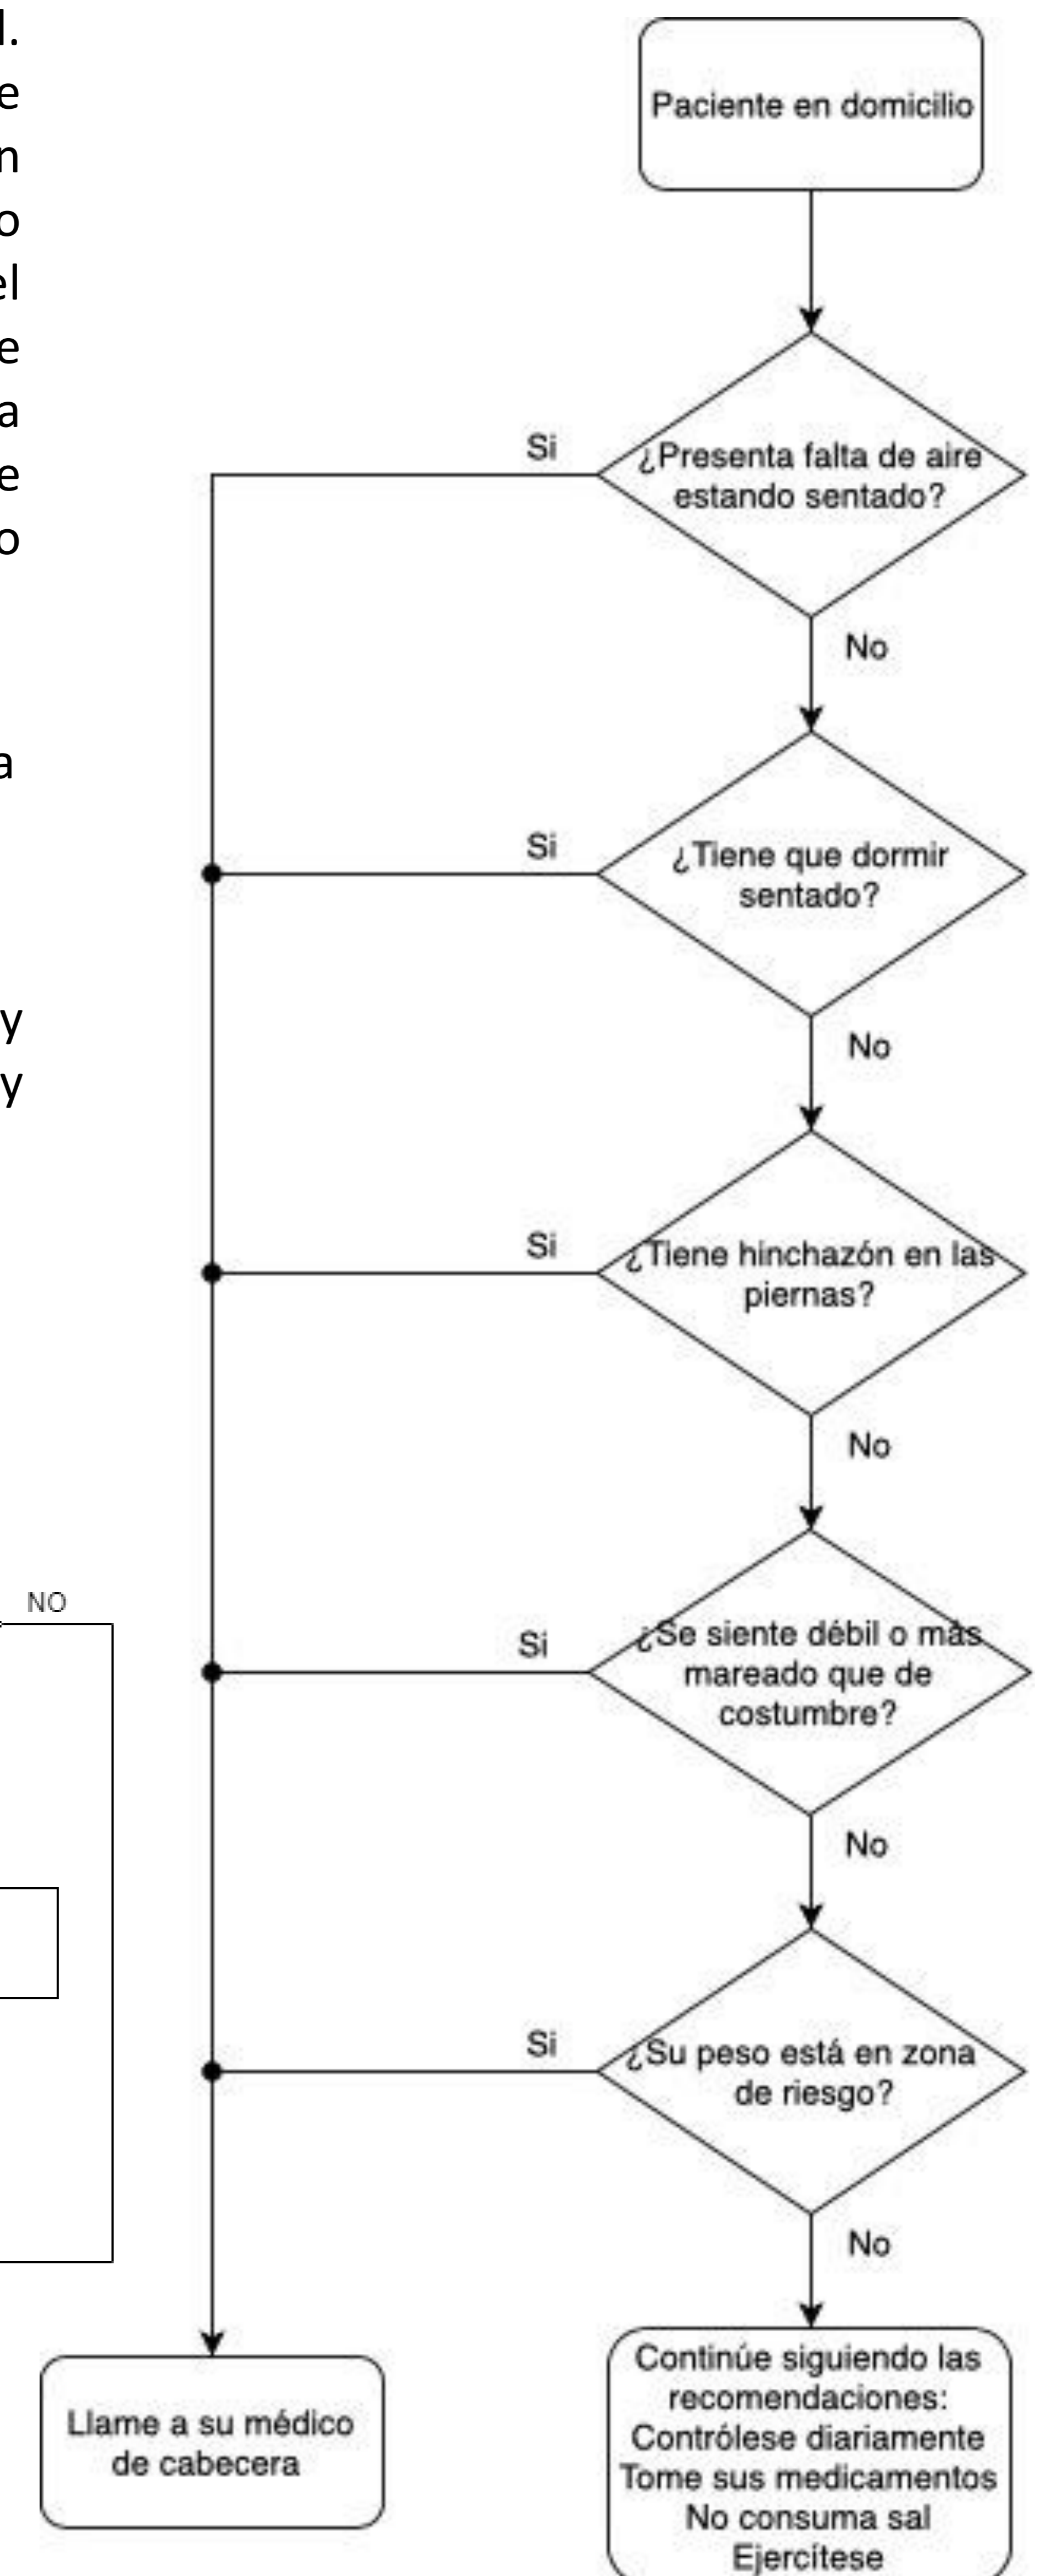 l.
e
n
o
el
e
a
e
o
a
y
y
NO
Paciente en domicilio
¿Presenta falta de aire
estando sentado?
Si
No
¿Tiene que dormir
sentado?
Si
No
¿Tiene hinchazón en las
piernas?
Si
No
¿Se siente débil o más
mareado que de
costumbre?
Si
No
¿Su peso está en zona
de riesgo?
Si
No
Llame a su médico
de cabecera
Continúe siguiendo las
recomendaciones:
Contrólese diariamente
Tome sus medicamentos
No consuma sal
Ejercítese